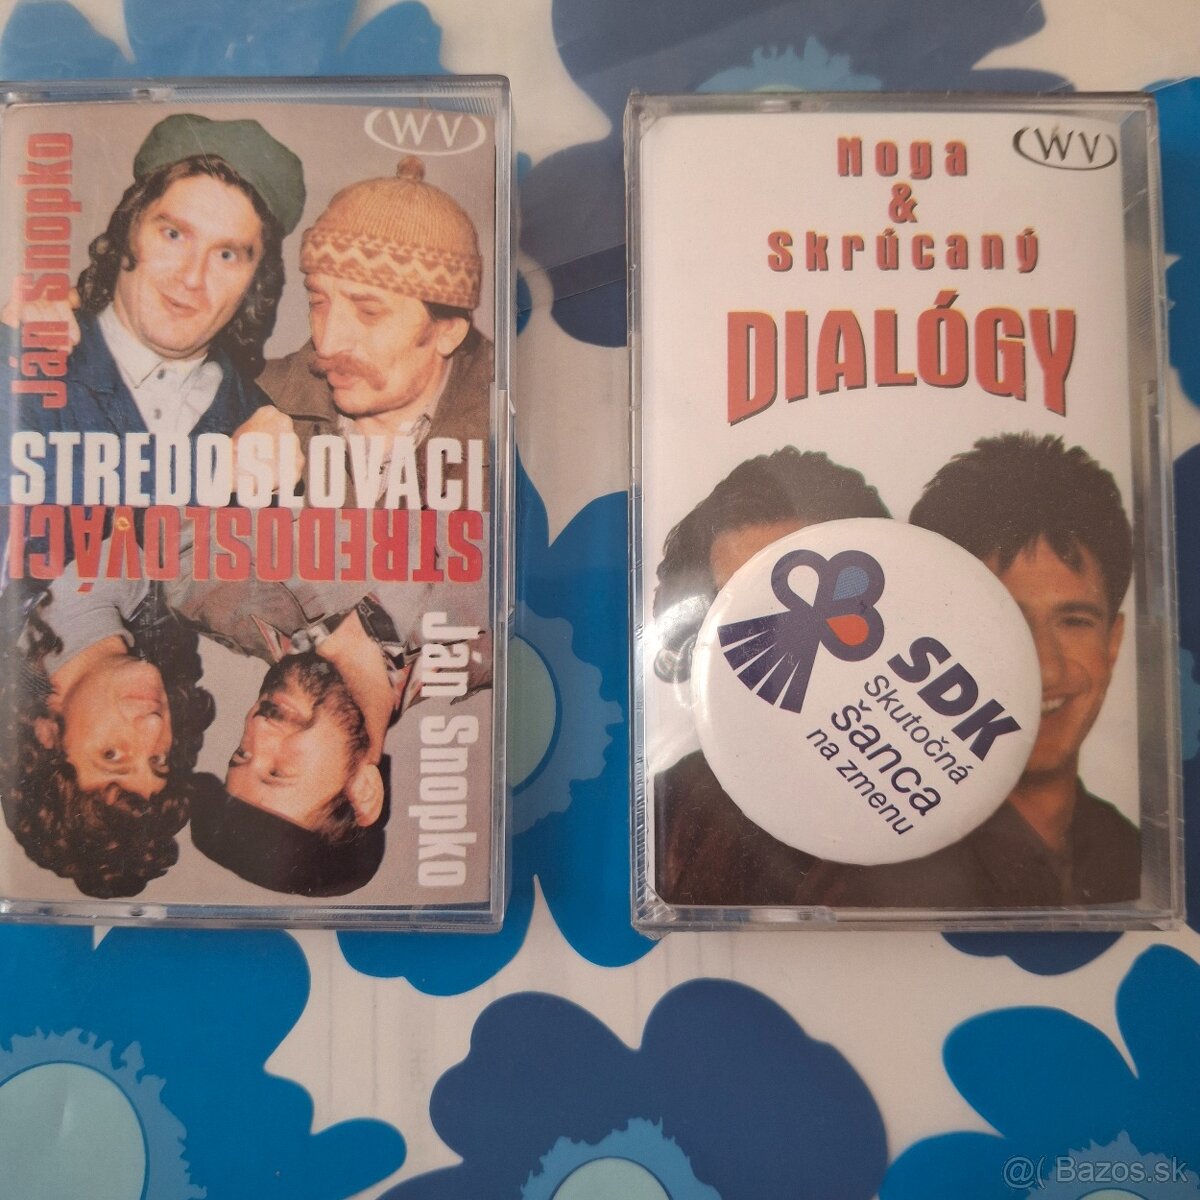 WV
Ján Snopko
STREDOSLOVÁCI
STREDOSLOVÁCI
Ján Snopko
WV
Noga
&
Skrúcaný
DIALÓGY
SDK
Skutočná
Šanca
na zmenu
@( Bazos.sk